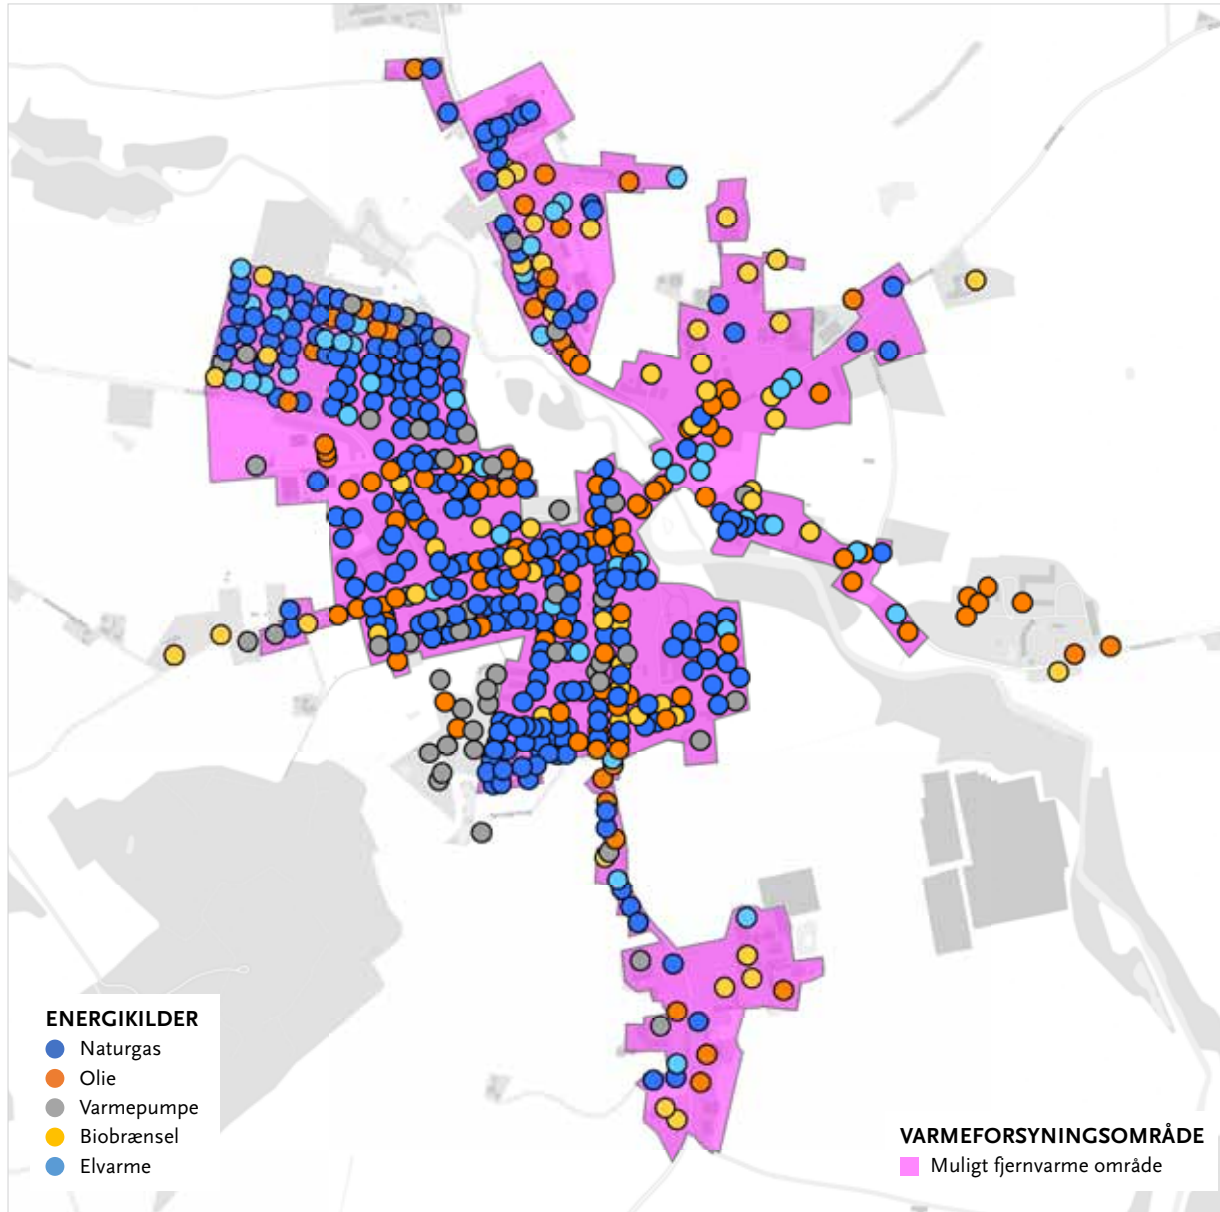 ENERGIKILDER
Naturgas
Olie
Varmepumpe
Biobrænsel
Elvarme
VARMEFORSYNINGSOMRÅDE
Muligt fjernvarme område